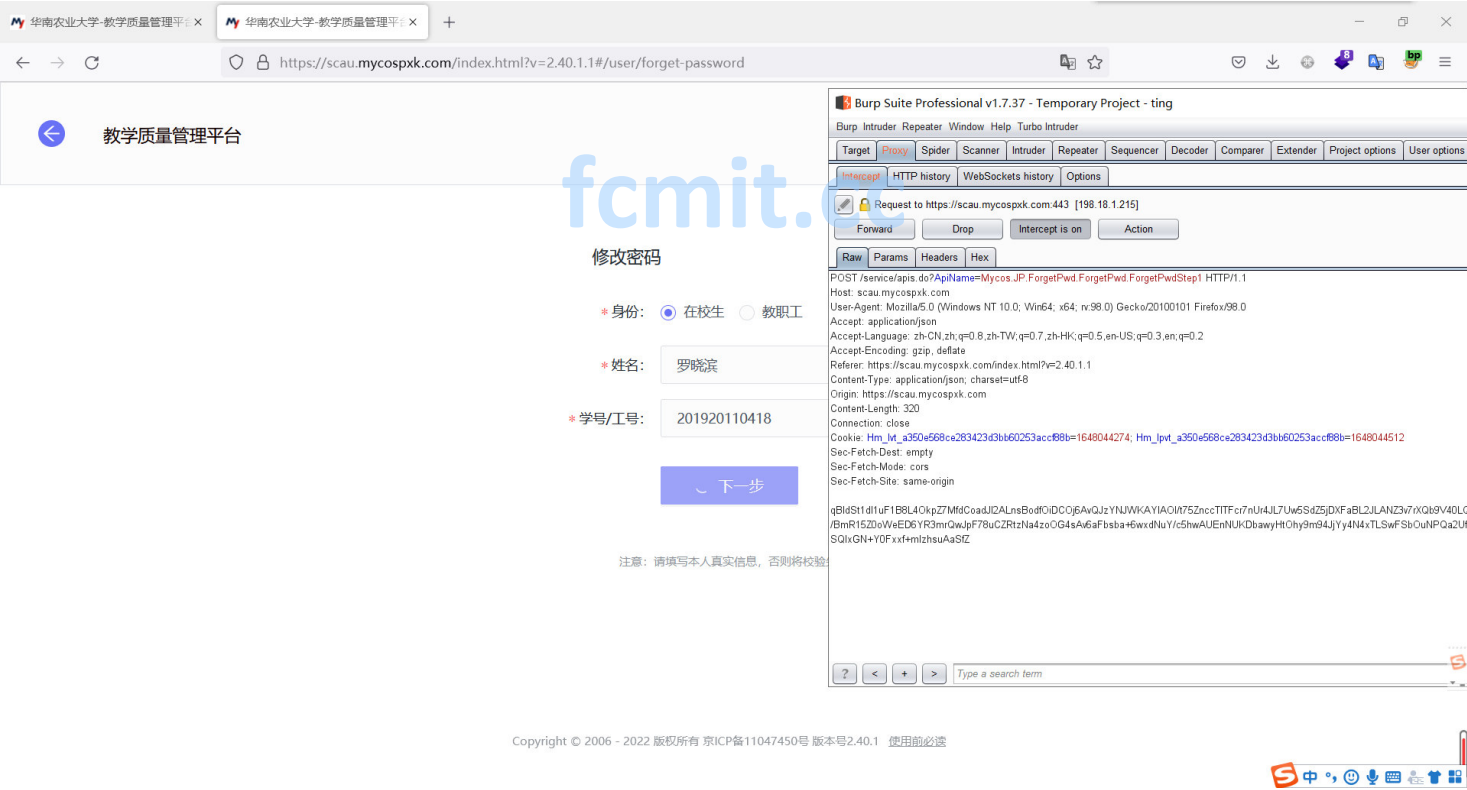 华南农业大学-教学质量管理平台
华南农业大学-教学质量管理平台
https://scau.mycospxk.com/index.html?v=2.40.1.1#/user/forget-password
8
bp
教学质量管理平台
fcmit.cc
修改密码
*身份: 在校生 教职工
*姓名: 罗晓滨
*学号/工号: 201920110418
下一步
注意：请填写本人真实信息，否则将校验
Copyright © 2006 - 2022 版权所有 京ICP备11047450号 版本号2.40.1 使用前必读
Burp Suite Professional v1.7.37 - Temporary Project - ting
Burp Intruder Repeater Window Help Turbo Intruder
Target Proxy Spider Scanner Intruder Repeater Sequencer Decoder Comparer Extender Project options User options
Intercept HTTP history WebSockets history Options
Request to https://scau.mycospxk.com:443 [198.18.1.215]
Forward Drop Intercept is on Action
Raw Params Headers Hex
POST /service/apis.do?ApiName=Mycos.JP.ForgetPwd.ForgetPwd.ForgetPwdStep1 HTTP/1.1
Host: scau.mycospxk.com
User-Agent: Mozilla/5.0 (Windows NT 10.0; Win64; x64; rv:98.0) Gecko/20100101 Firefox/98.0
Accept: application/json
Accept-Language: zh-CN,zh;q=0.8,zh-TW;q=0.7,zh-HK;q=0.5,en-US;q=0.3,en;q=0.2
Accept-Encoding: gzip, deflate
Referer: https://scau.mycospxk.com/index.html?v=2.40.1.1
Content-Type: application/json; charset=utf-8
Origin: https://scau.mycospxk.com
Content-Length: 320
Connection: close
Cookie: Hm_lvt_a350e568ce283423d3bb60253accf88b=1648044274; Hm_lpvt_a350e568ce283423d3bb60253accf88b=1648044512
Sec-Fetch-Dest: empty
Sec-Fetch-Mode: cors
Sec-Fetch-Site: same-origin
SQIxGN+Y0Fxxf+mlzhsuAaSfZ
? < + > Type a search term
中